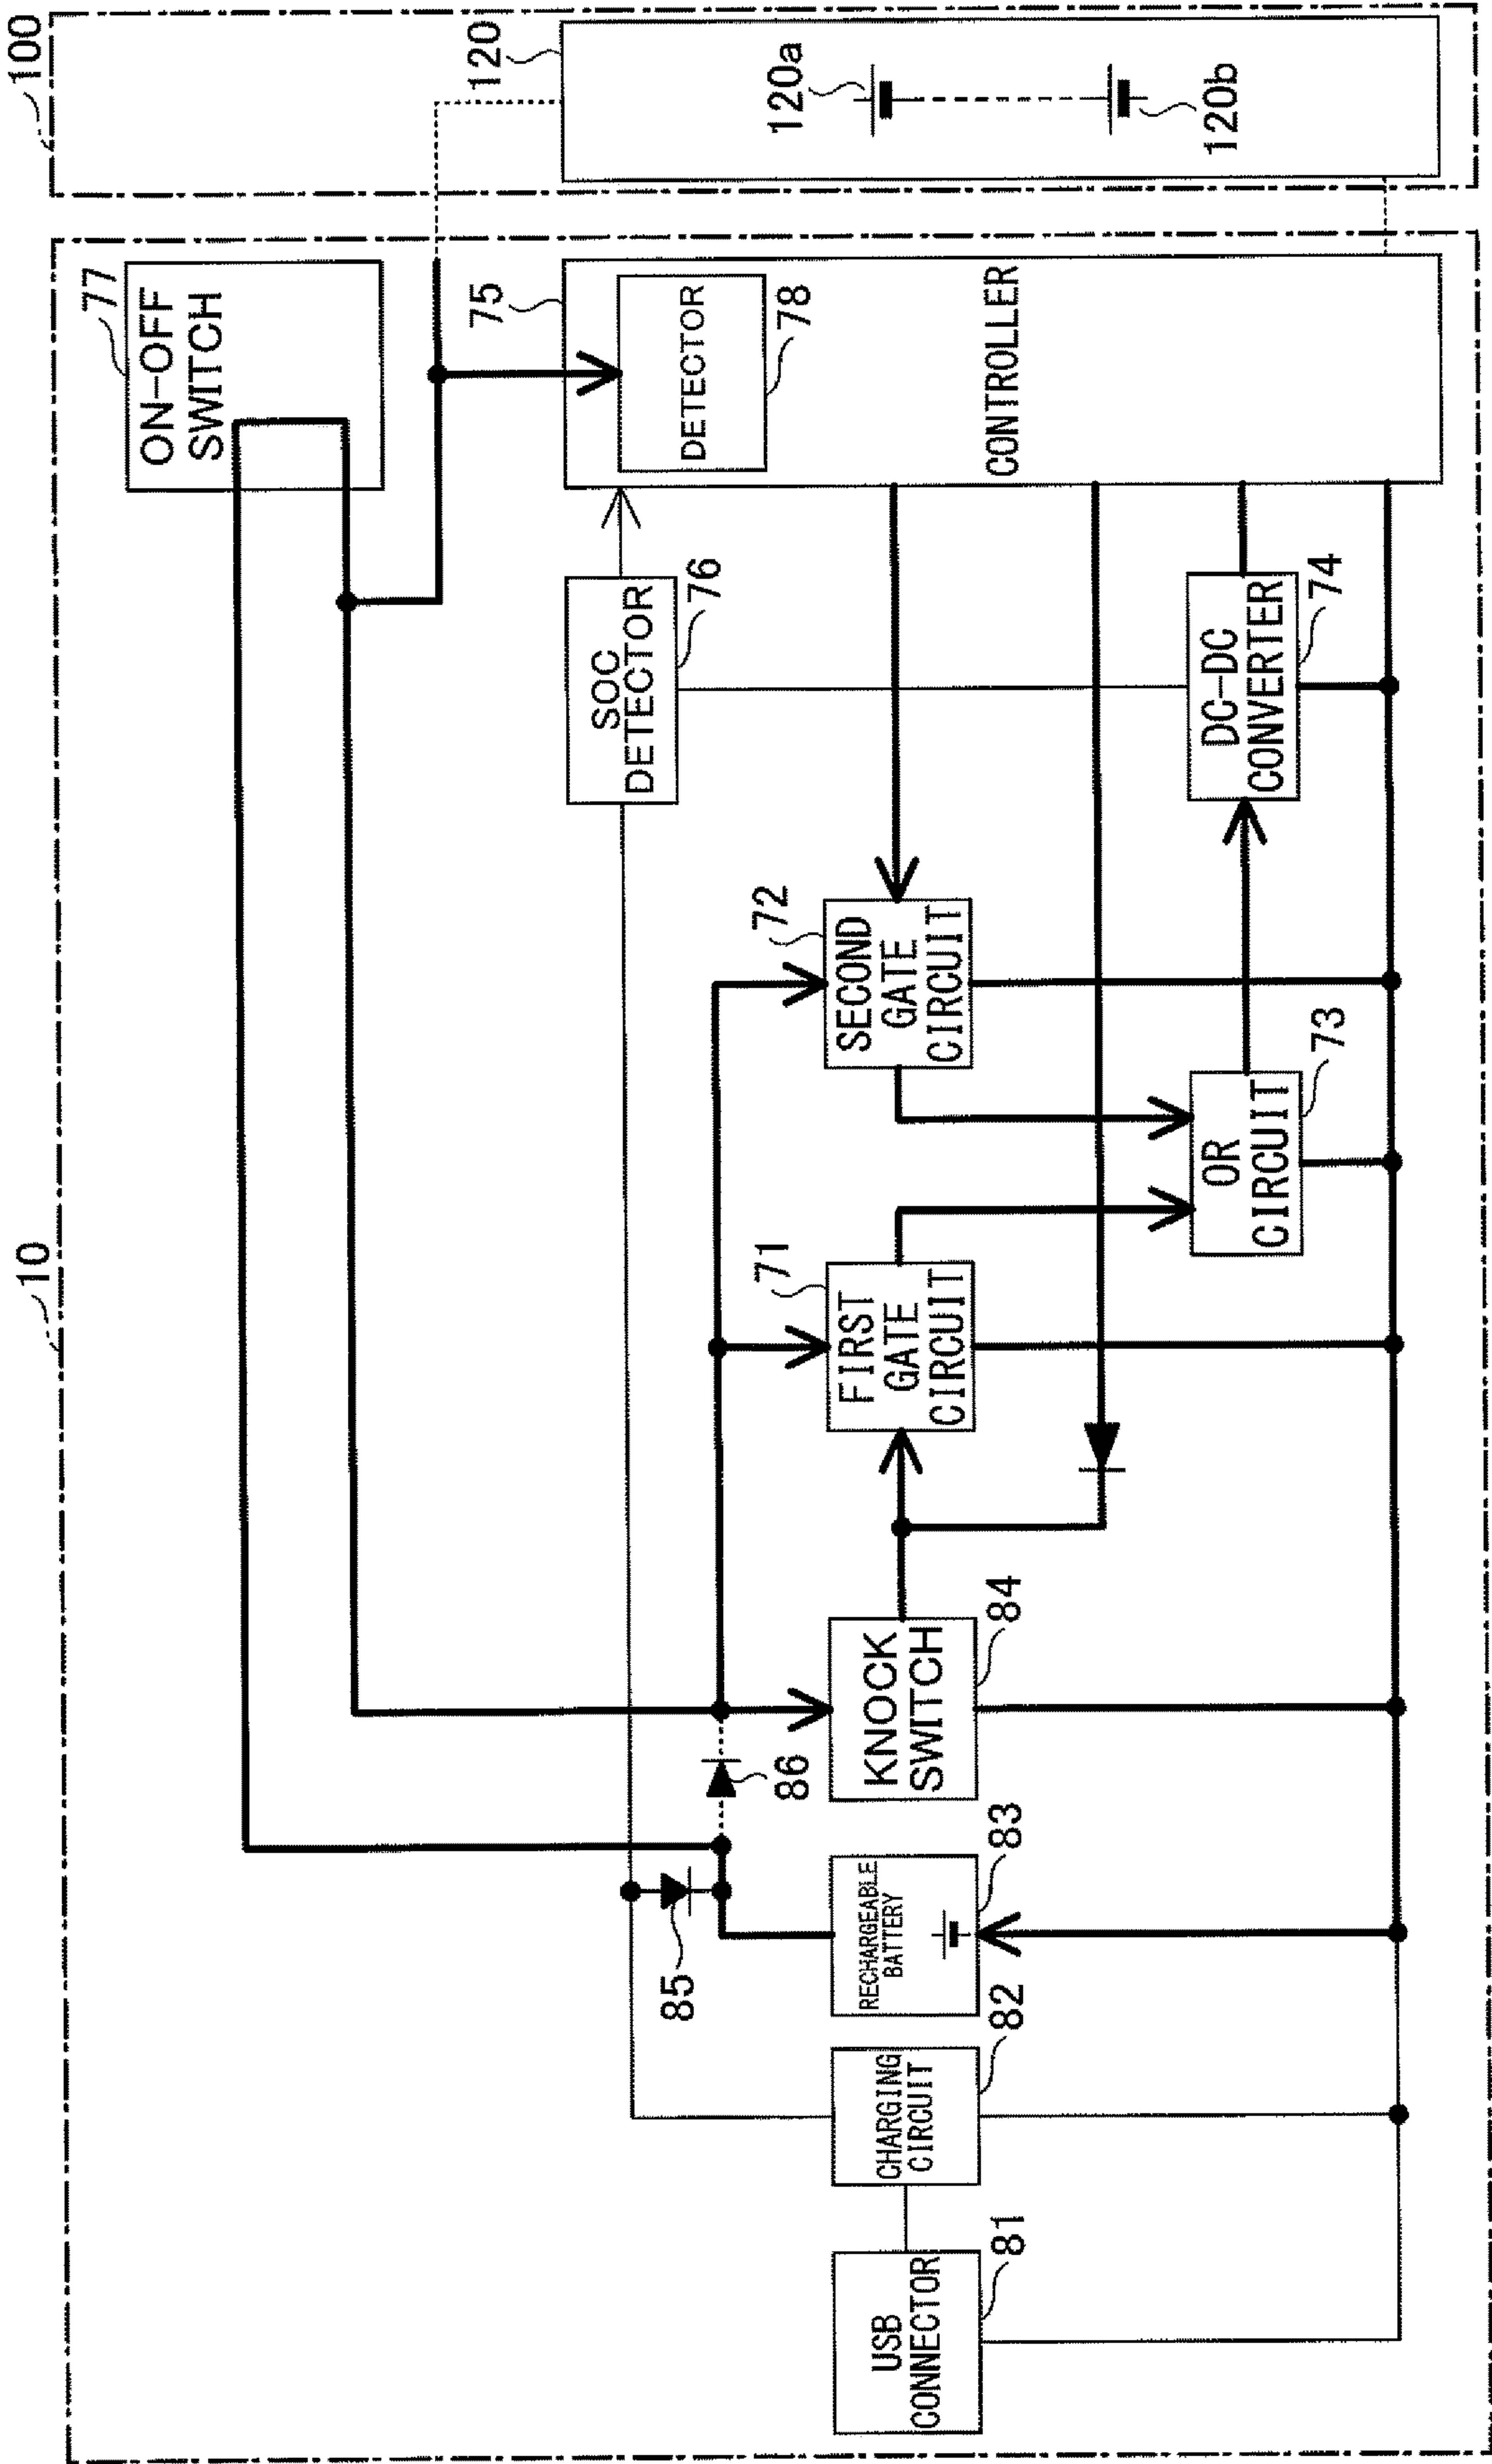 10
100
77
ON-OFF
SWITCH
120
120a
120b
75
DETECTOR
78
CONTROLLER
SOC
DETECTOR
76
DC-DC
CONVERTER
74
72
SECOND
GATE
CIRCUIT
OR
CIRCUIT
73
71
FIRST
GATE
CIRCUIT
KNOCK
SWITCH
84
86
85
RECHARGEABLE
BATTERY
83
CHARGING
CIRCUIT
82
USB
CONNECTOR
81